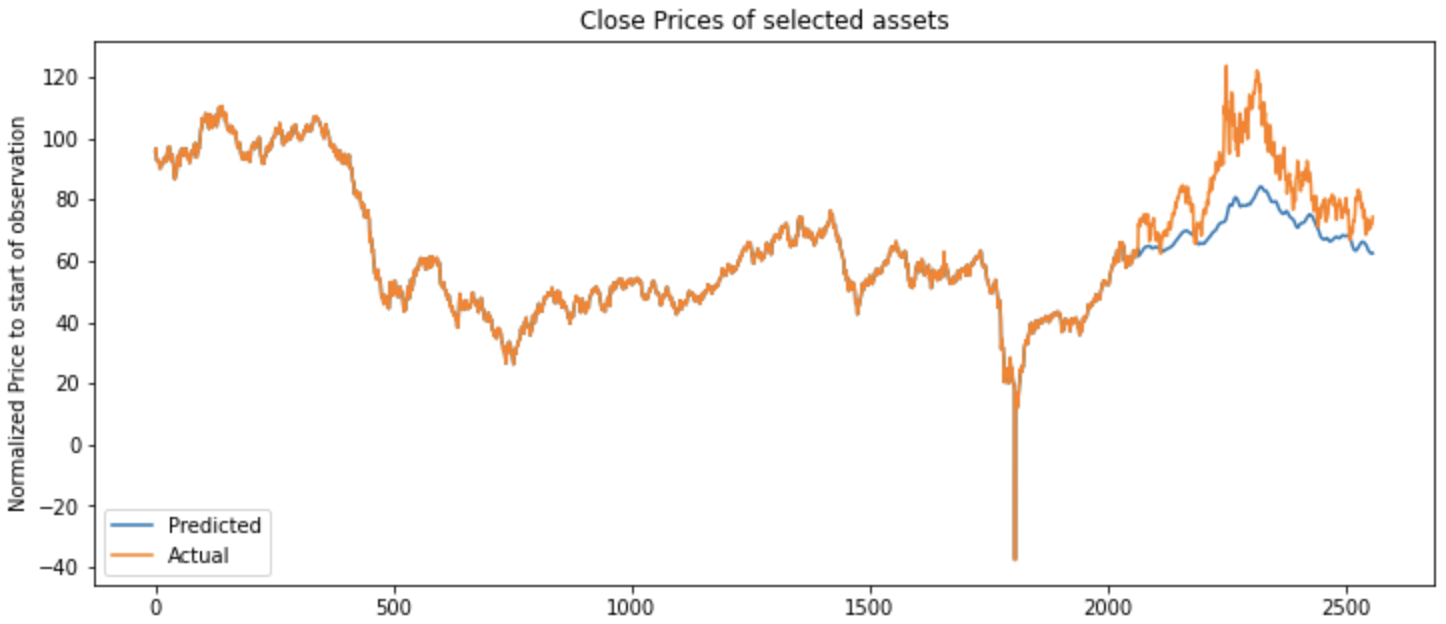 Close Prices of selected assets
Normalized Price to start of observation
120
100
80
60
40
20
0
−20
−40
Predicted
Actual
0 500 1000 1500 2000 2500